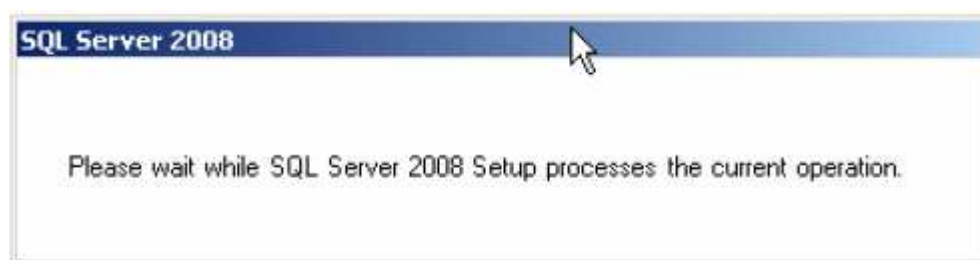 SQL Server 2008
Please wait while SQL Server 2008 Setup processes the current operation.